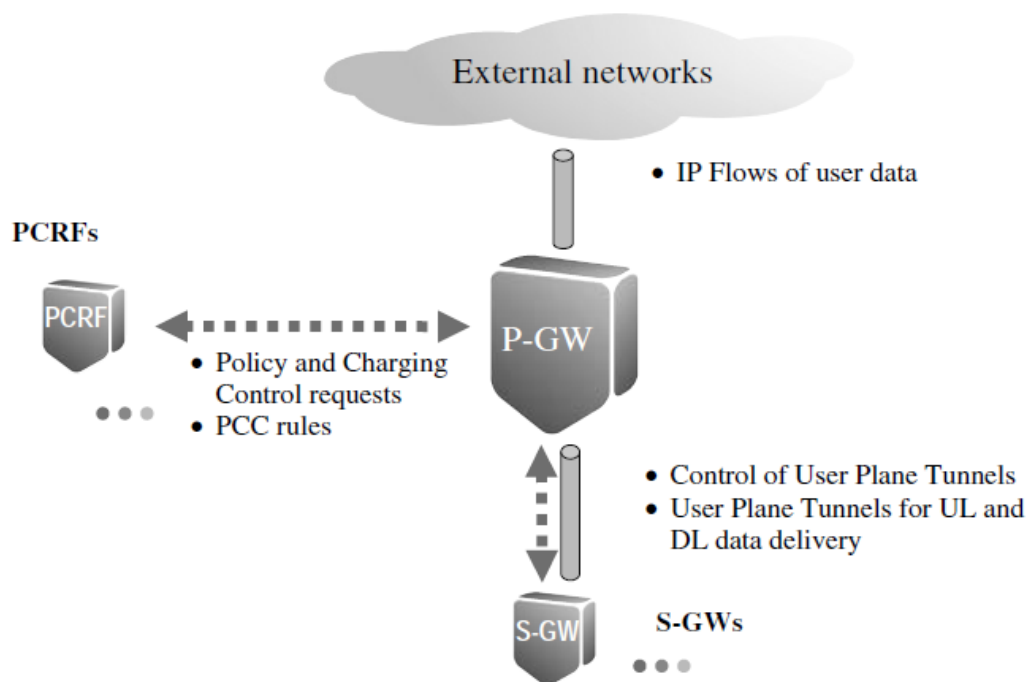 External networks
• IP Flows of user data
PCRFs
PCRF
P-GW
• Policy and Charging
Control requests
• PCC rules
• Control of User Plane Tunnels
• User Plane Tunnels for UL and
DL data delivery
S-GW
S-GWs